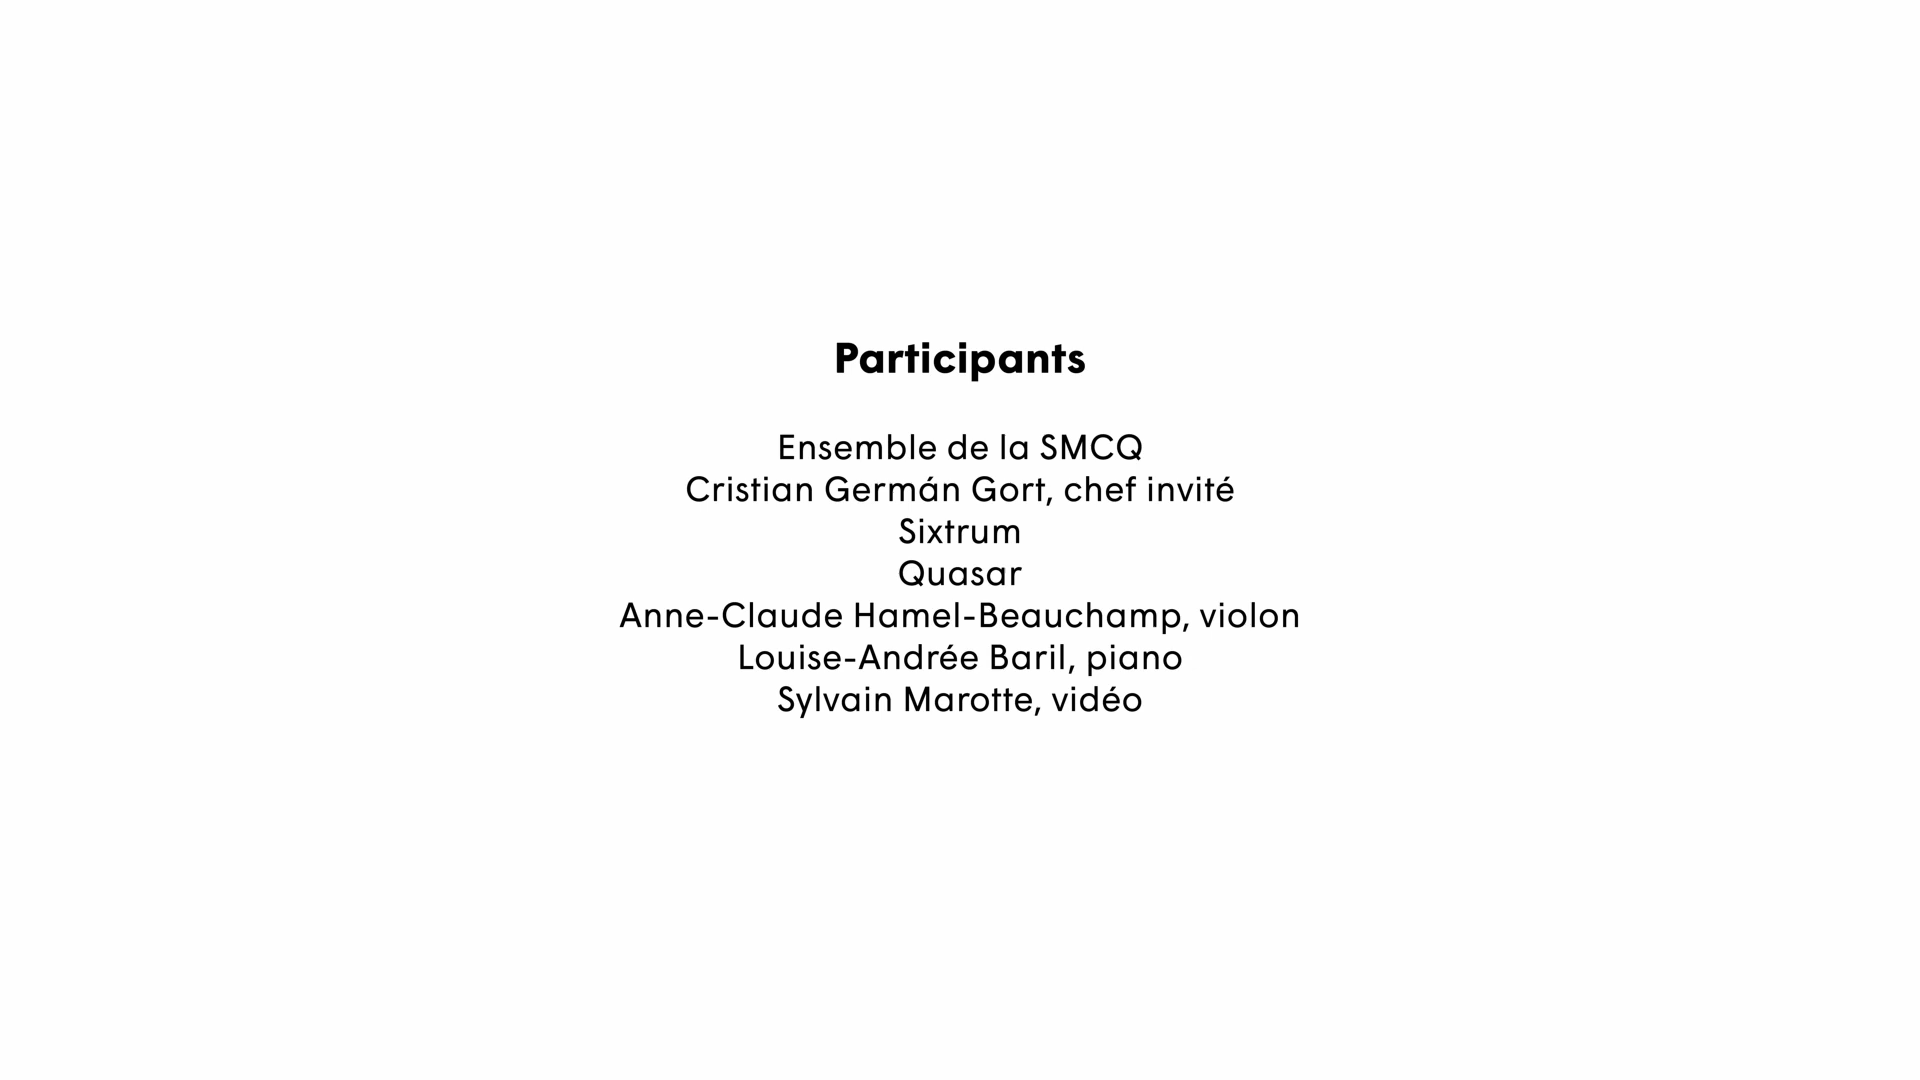 Participants
Ensemble de la SMCQ
Cristian Germán Gort, chef invité
Sixtrum
Quasar
Anne-Claude Hamel-Beauchamp, violon
Louise-Andrée Baril, piano
Sylvain Marotte, vidéo